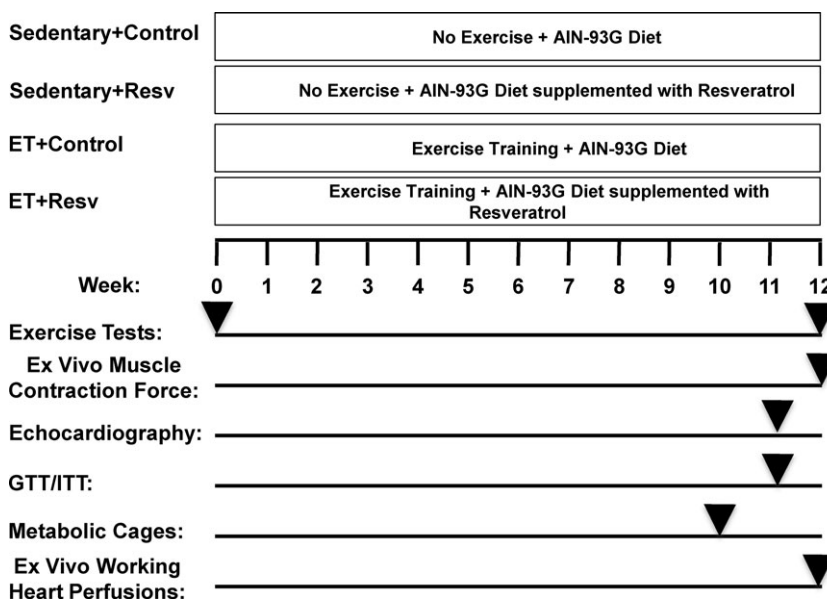 Sedentary+Control
No Exercise + AIN-93G Diet
Sedentary+Resv
No Exercise + AIN-93G Diet supplemented with Resveratrol
ET+Control
Exercise Training + AIN-93G Diet
ET+Resv
Exercise Training + AIN-93G Diet supplemented with
Resveratrol
Week: 0 1 2 3 4 5 6 7 8 9 10 11 12
Exercise Tests:
Ex Vivo Muscle
Contraction Force:
Echocardiography:
GTT/ITT:
Metabolic Cages:
Ex Vivo Working
Heart Perfusions: